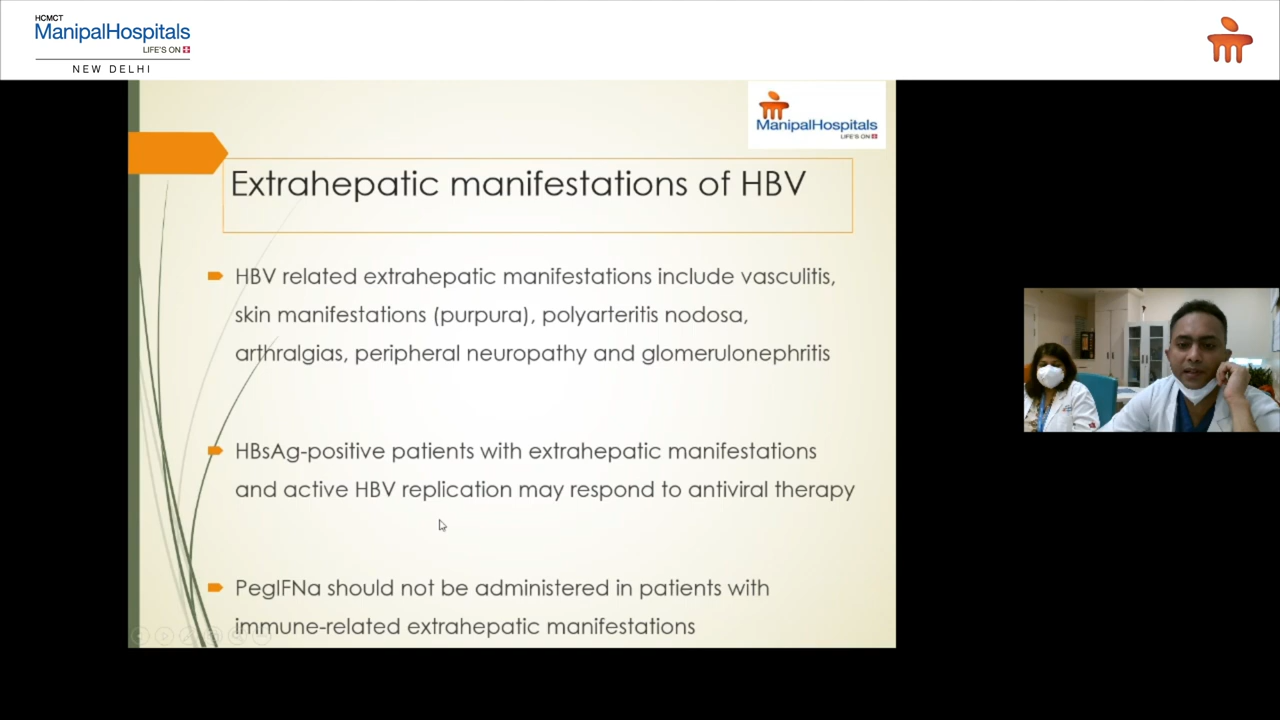 HCMCT
ManipalHospitals
LIFE'S ON
NEW DELHI
ManipalHospitals
LIFE'S ON
Extrahepatic manifestations of HBV
HBV related extrahepatic manifestations include vasculitis,
skin manifestations (purpura), polyarteritis nodosa,
arthralgias, peripheral neuropathy and glomerulonephritis
HBsAg-positive patients with extrahepatic manifestations
and active HBV replication may respond to antiviral therapy
PegIFNa should not be administered in patients with
immune-related extrahepatic manifestations